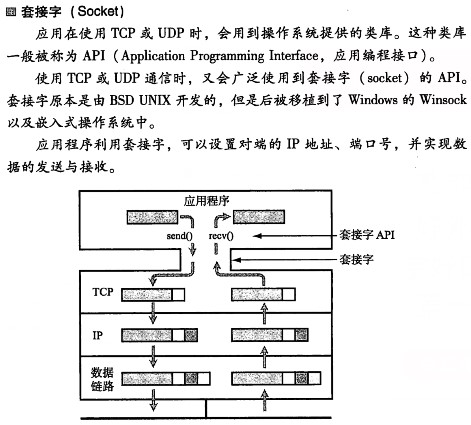 套接字（Socket）
应用在使用 TCP 或 UDP 时，会用到操作系统提供的类库。这种类库
一般被称为 API（Application Programming Interface，应用编程接口）。
使用 TCP 或 UDP 通信时，又会广泛使用到套接字（socket）的 API。
套接字原本是由 BSD UNIX 开发的，但是后被移植到了 Windows 的 Winsock
以及嵌入式操作系统中。
应用程序利用套接字，可以设置对端的 IP 地址、端口号，并实现数
据的发送与接收。
应用程序
send() recv()
套接字 API
套接字
TCP
IP
数据
链路